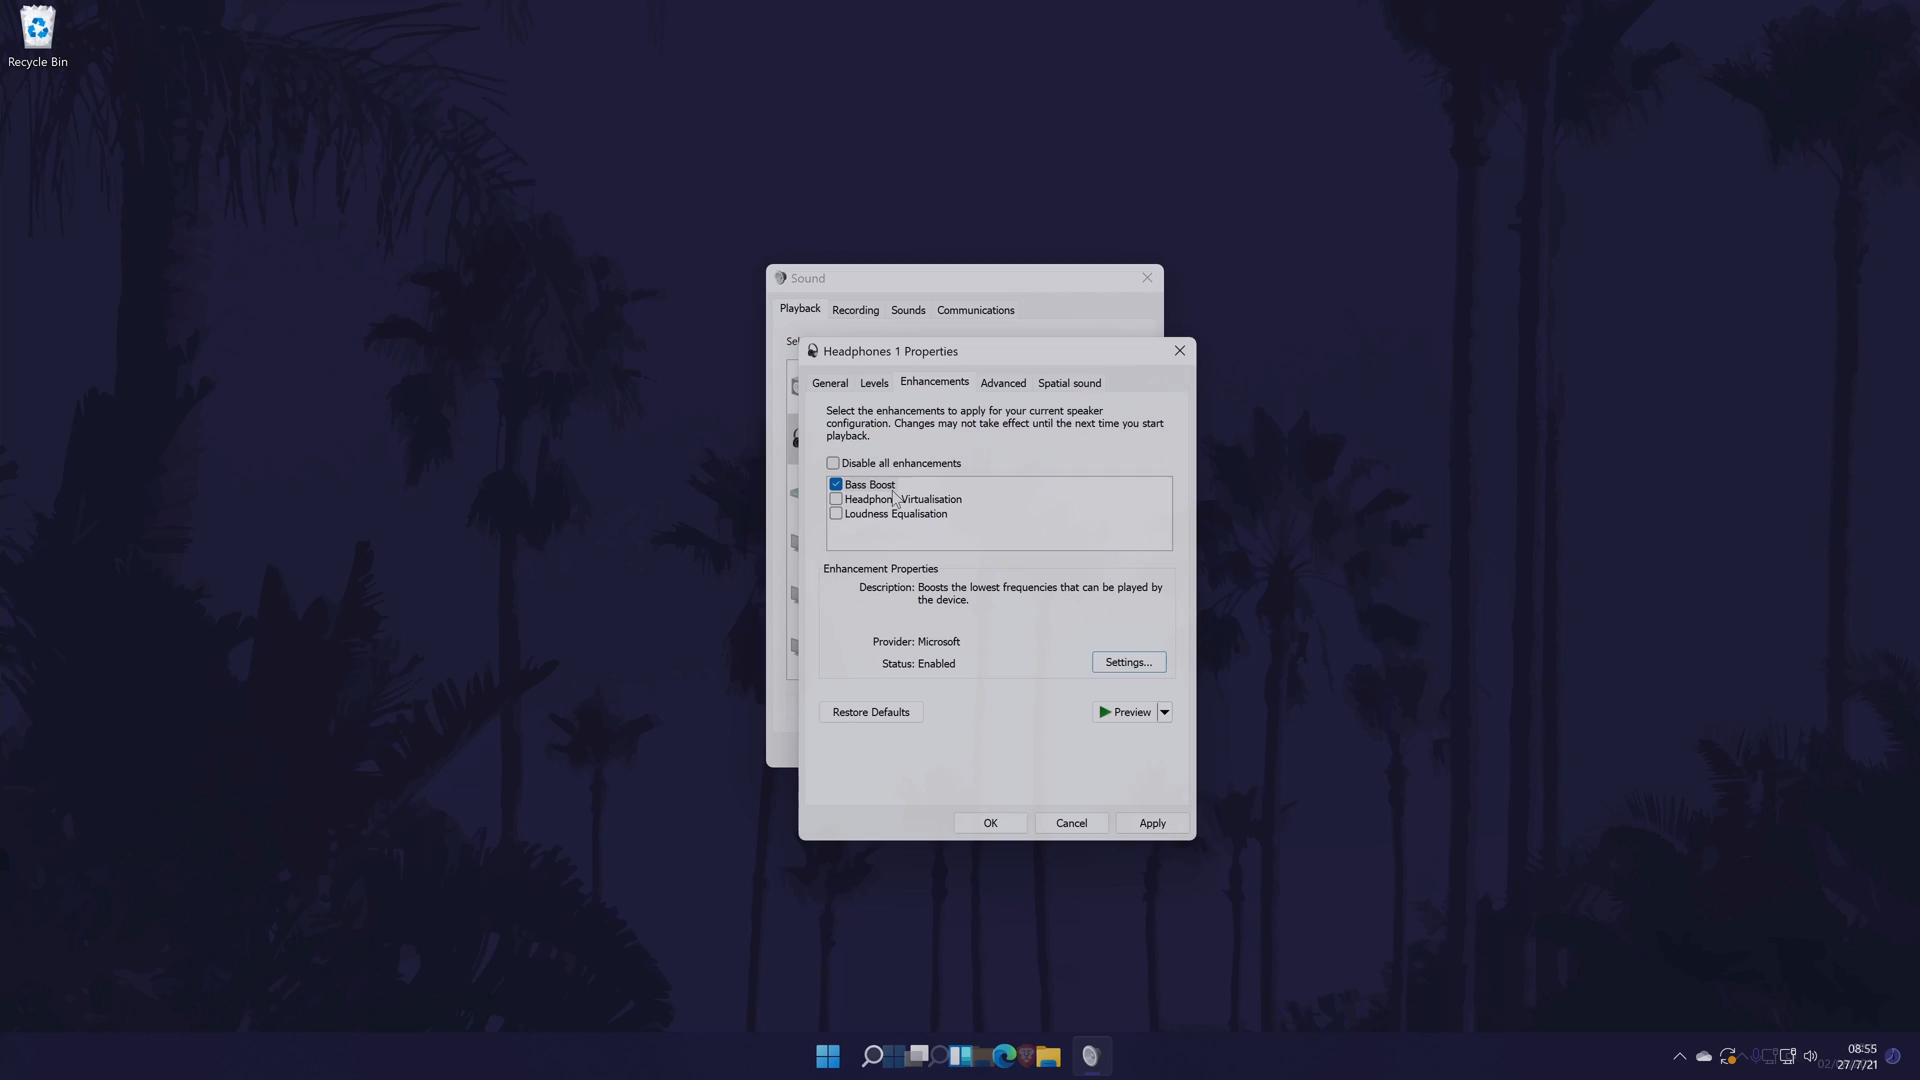 Recycle Bin
Sound
Playback Recording Sounds Communications
Headphones 1 Properties
General Levels Enhancements Advanced Spatial sound
Select the enhancements to apply for your current speaker
configuration. Changes may not take effect until the next time you start
playback.
Disable all enhancements
Bass Boost
Virtualisation
Loudness Equalisation
Enhancement Properties
Description: Boosts the lowest frequencies that can be played by
the device.
Provider: Microsoft
Status: Enabled
Settings...
Restore Defaults
Preview
OK Cancel Apply
08:55
27/7/21